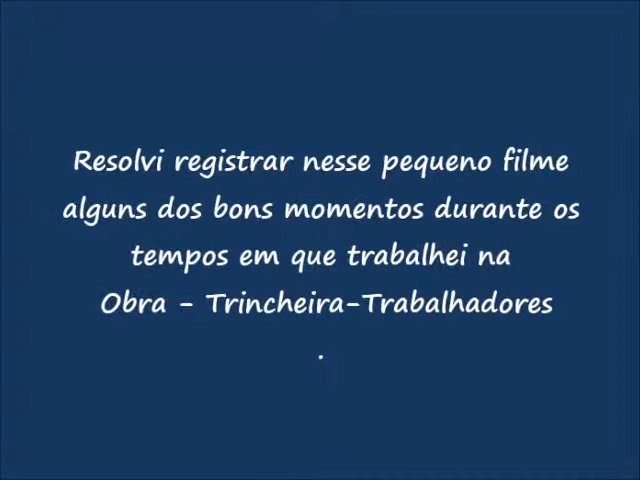 Resolvi registrar nesse pequeno filme
alguns dos bons momentos durante os
tempos em que trabalhei na
Obra - Trincheira-Trabalhadores
.